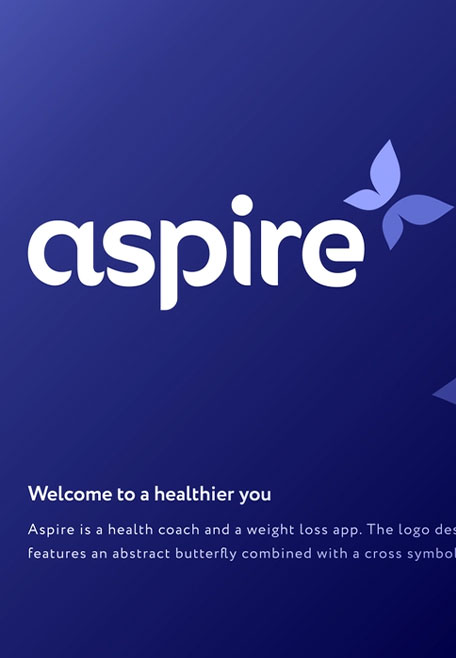 aspire
Welcome to a healthier you
Aspire is a health coach and a weight loss app. The logo des
features an abstract butterfly combined with a cross symbol